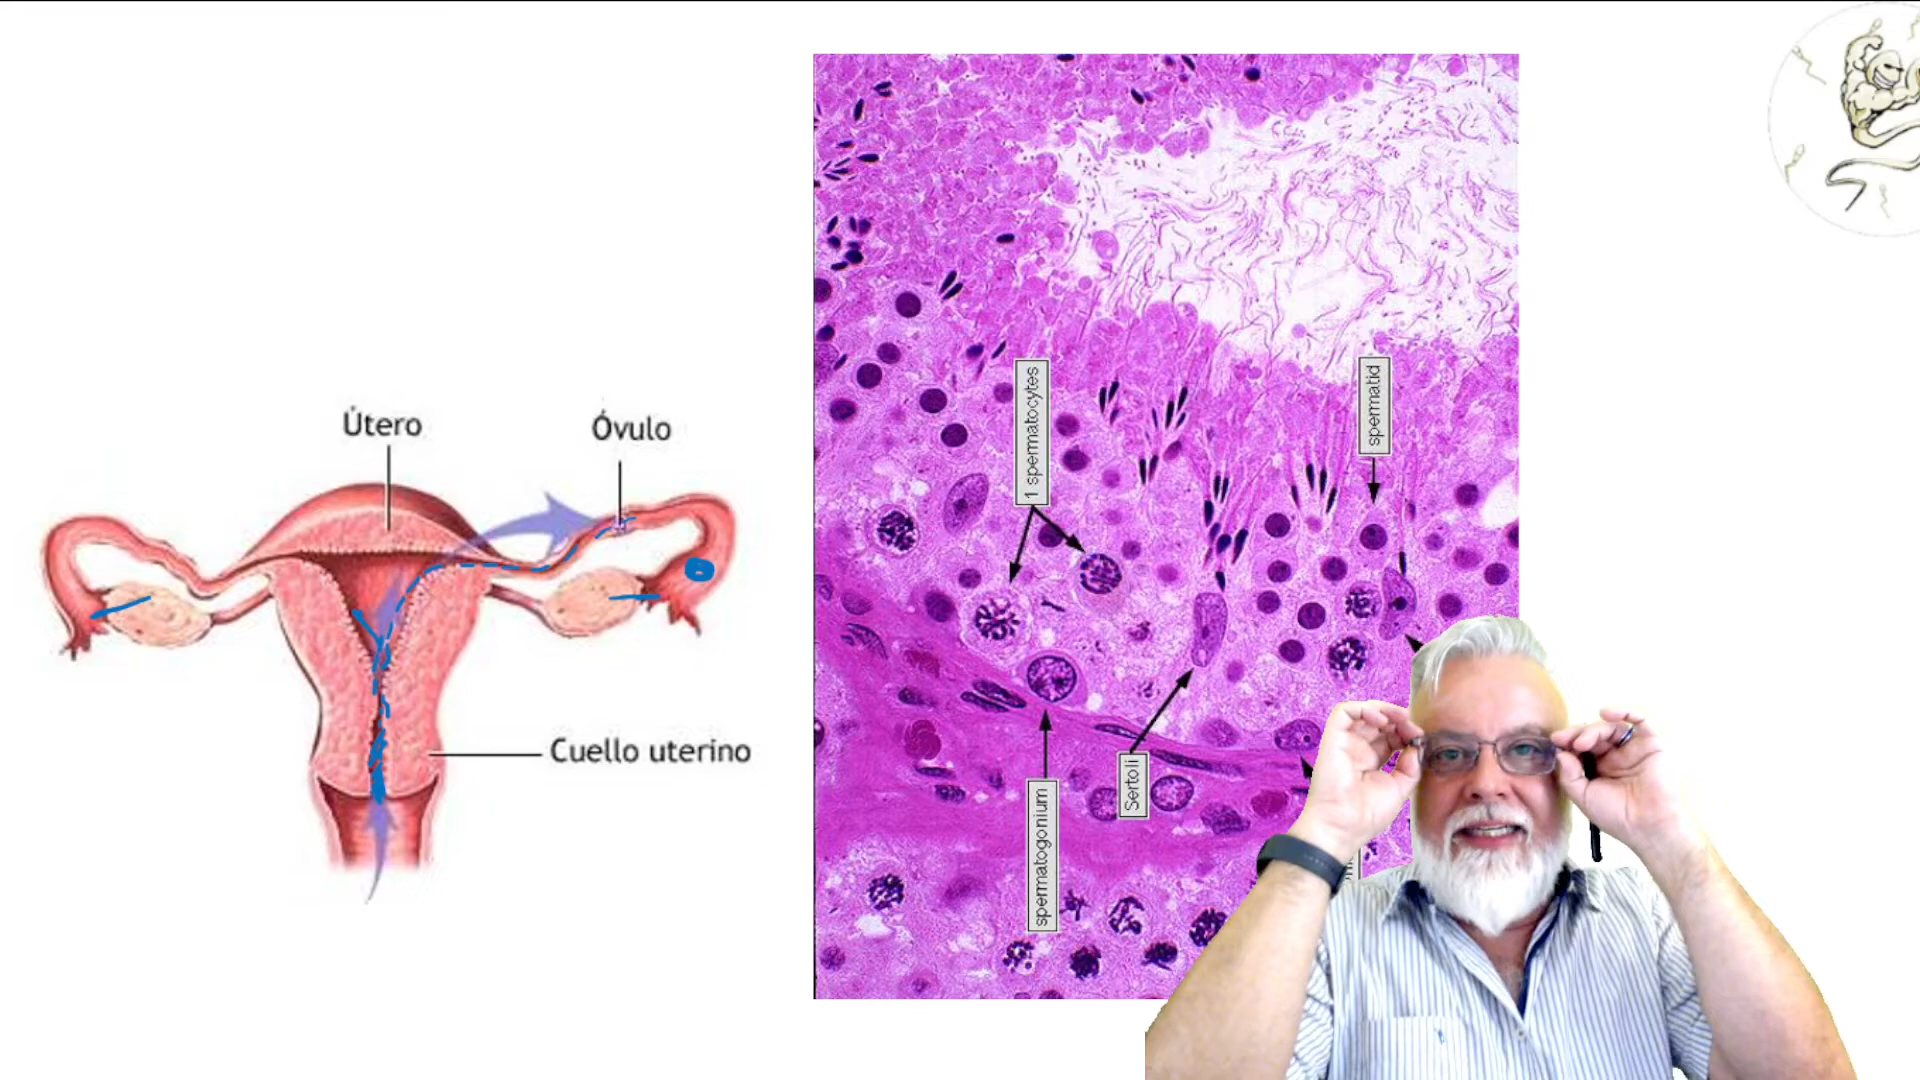 Útero
Óvulo
Cuello uterino
1 spermatocytes
spermatid
Sertoli
spermatogonium